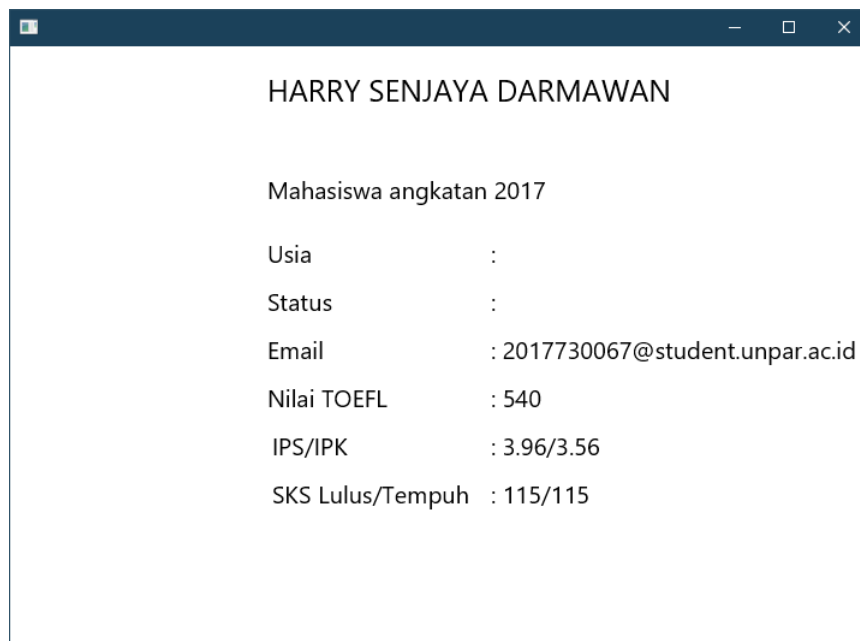 HARRY SENJAYA DARMAWAN
Mahasiswa angkatan 2017
Usia :
Status :
Email : 2017730067@student.unpar.ac.id
Nilai TOEFL : 540
IPS/IPK : 3.96/3.56
SKS Lulus/Tempuh : 115/115